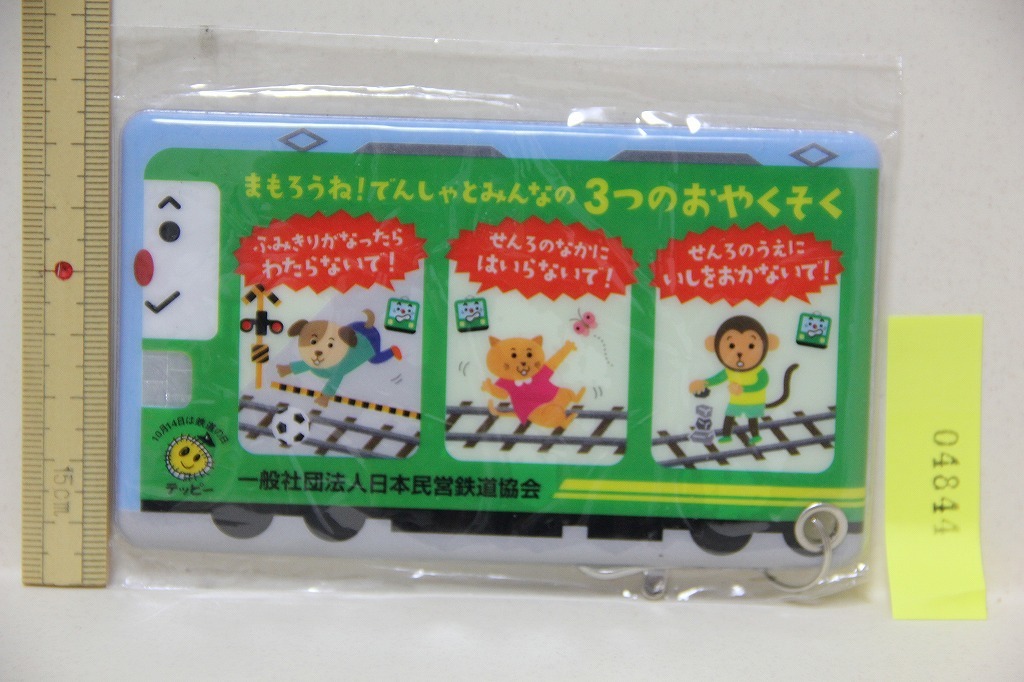 まもろうね!でんしゃとみんなの3つのおやくそく
ふみきりがなったら
わたらないで!
せんろのなかに
はいらないで!
せんろのうえに
いしをおかないで!
10月14日は鉄道の日
テッピー
一般社団法人日本民営鉄道協会
15cm.
04844